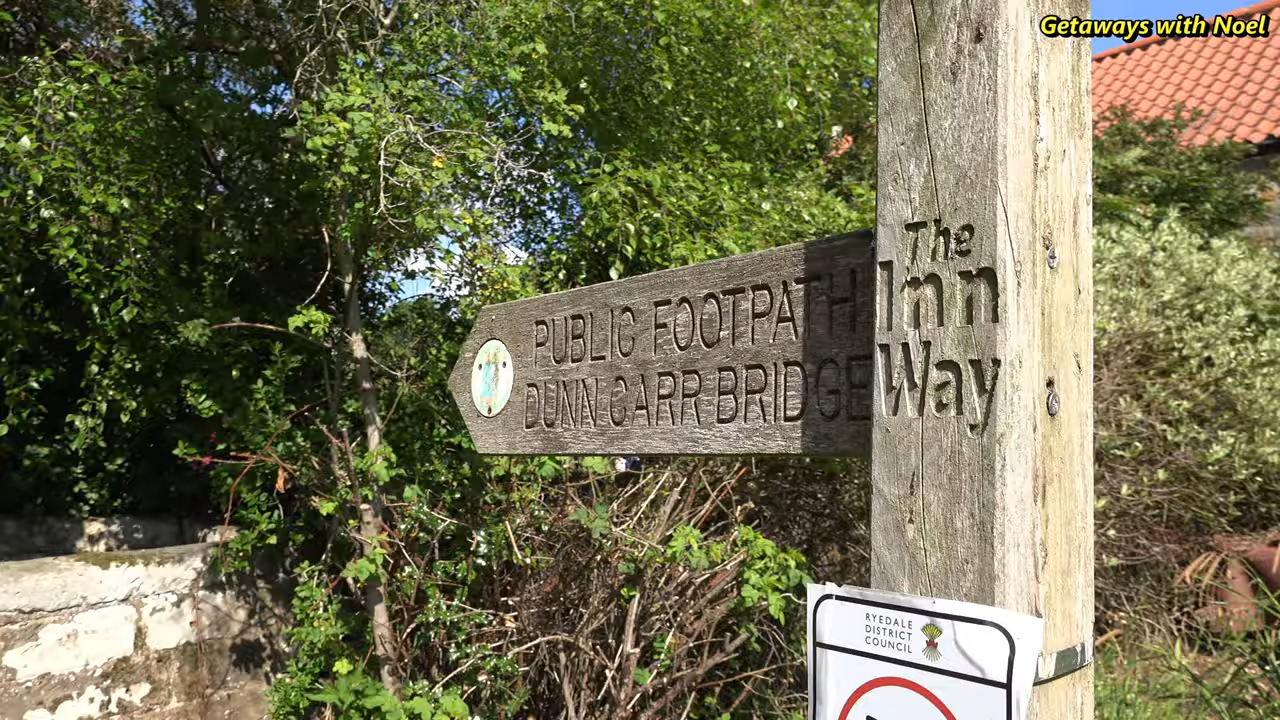 Getaways with Noel
The
Inn
Way
PUBLIC FOOTPATH
DUNN CARR BRIDGE
RYEDALE
DISTRICT
COUNCIL